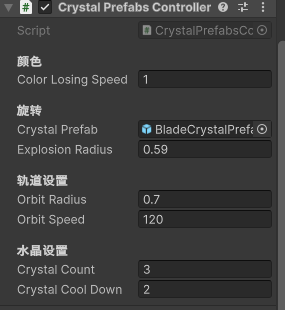 Crystal Prefabs Controller
Script CrystalPrefabsCo
颜色
Color Losing Speed 1
旋转
Crystal Prefab BladeCrystalPrefa
Explosion Radius 0.59
轨道设置
Orbit Radius 0.7
Orbit Speed 120
水晶设置
Crystal Count 3
Crystal Cool Down 2